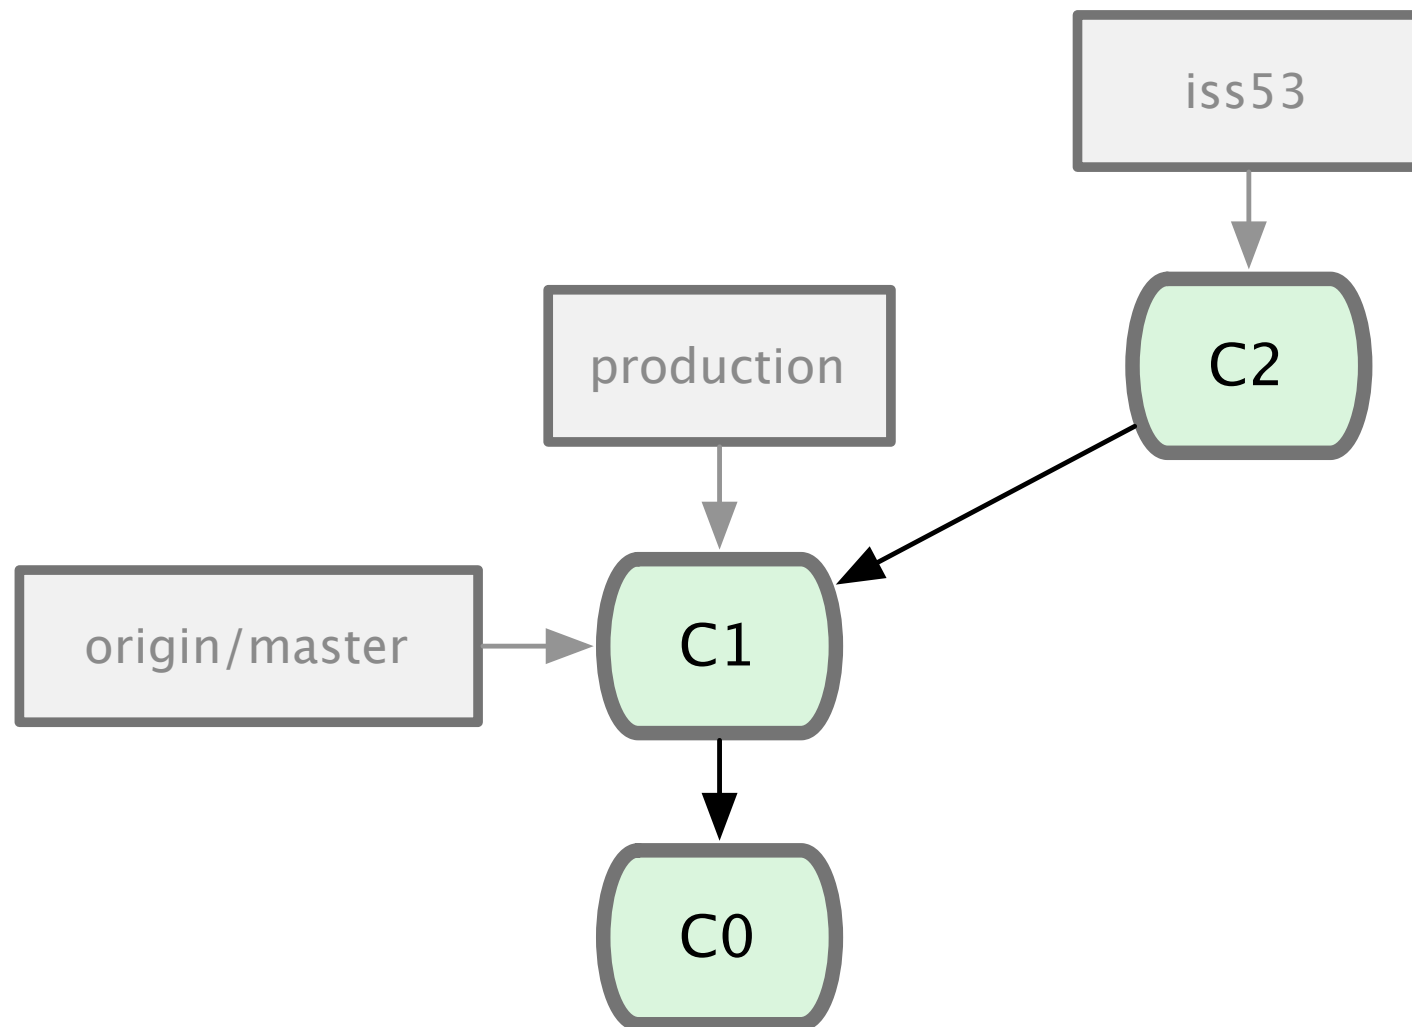 iss53
production
C2
origin/master
C1
C0